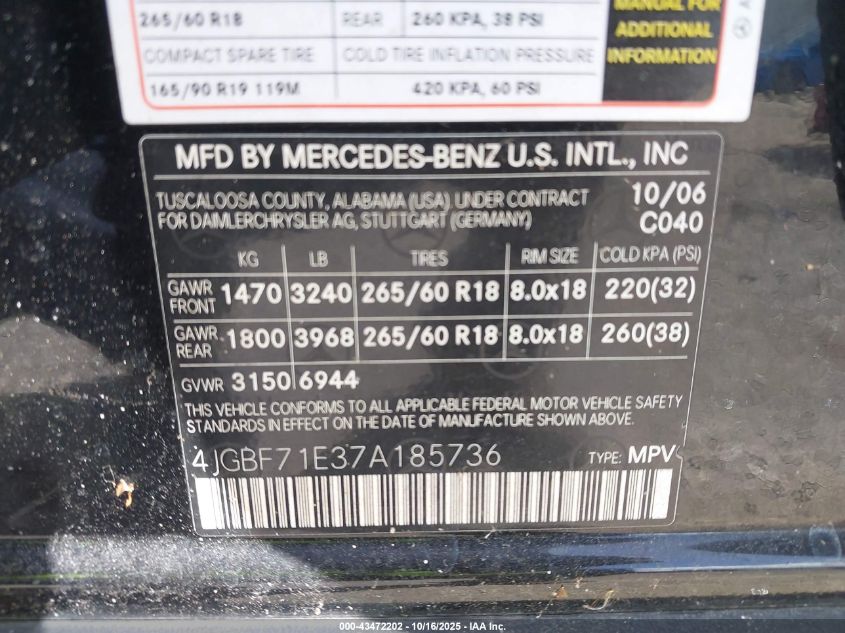 265/60 R18 REAR 260 KPA, 38 PSI
MANUAL FOR
ADDITIONAL
INFORMATION
COMPACT SPARE TIRE COLD TIRE INFLATION PRESSURE
165/90 R19 119M 420 KPA, 60 PSI
MFD BY MERCEDES-BENZ U.S. INTL., INC
TUSCALOOSA COUNTY, ALABAMA (USA) UNDER CONTRACT 10/06
FOR DAIMLERCHRYSLER AG, STUTTGART (GERMANY) C040
KG LB TIRES RIM SIZE COLD KPA (PSI)
GAWR FRONT 1470 3240 265/60 R18 8.0x18 220(32)
GAWR REAR 1800 3968 265/60 R18 8.0x18 260(38)
GVWR 3150 6944
THIS VEHICLE CONFORMS TO ALL APPLICABLE FEDERAL MOTOR VEHICLE SAFETY
STANDARDS IN EFFECT ON THE DATE OF MANUFACTURE SHOWN ABOVE.
4JGBF71E37A185736 TYPE: MPV
000-43472202 - 10/16/2025 - IAA Inc.